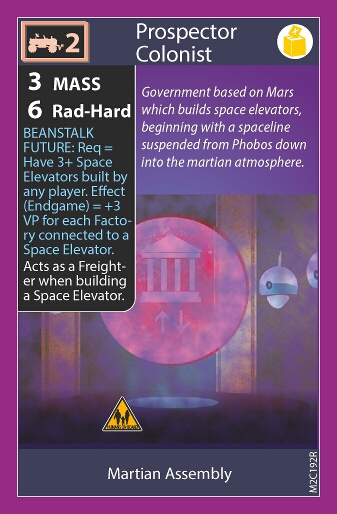 2
Prospector
Colonist
3 MASS
6 Rad-Hard
BEANSTALK
FUTURE: Req =
Have 3+ Space
Elevators built by
any player. Effect
(Endgame) = +3
VP for each Facto-
ry connected to a
Space Elevator.
Acts as a Freight-
er when building
a Space Elevator.
Government based on Mars
which builds space elevators,
beginning with a spaceline
suspended from Phobos down
into the martian atmosphere.
Martian Assembly
M2C192R